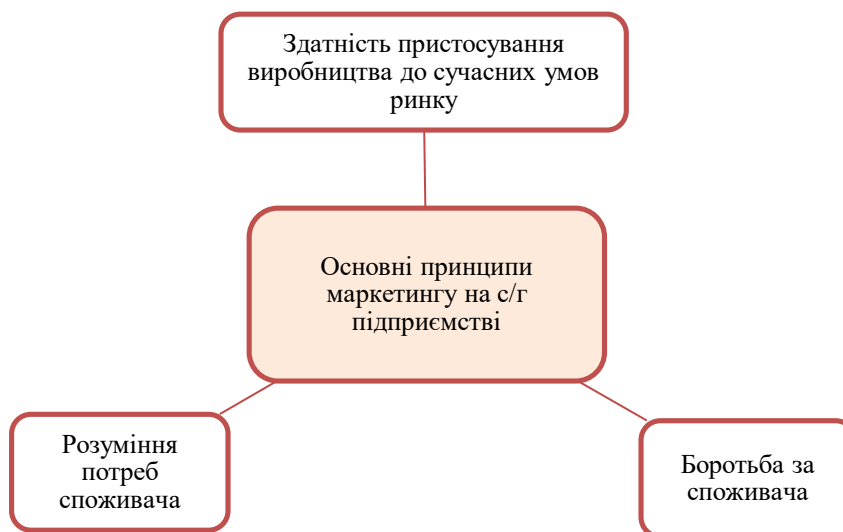 Здатність пристосування
виробництва до сучасних умов
ринку
Основні принципи
маркетингу на с/г
підприємстві
Розуміння
потреб
споживача
Боротьба за
споживача